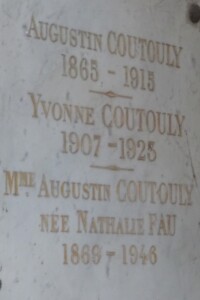 AUGUSTIN COUTOULY
1865 - 1915
YVONNE COUTOULY
1907 - 1925
MME AUGUSTIN COUTOULY
NÉE NATHALIE FAU
1869 - 1946